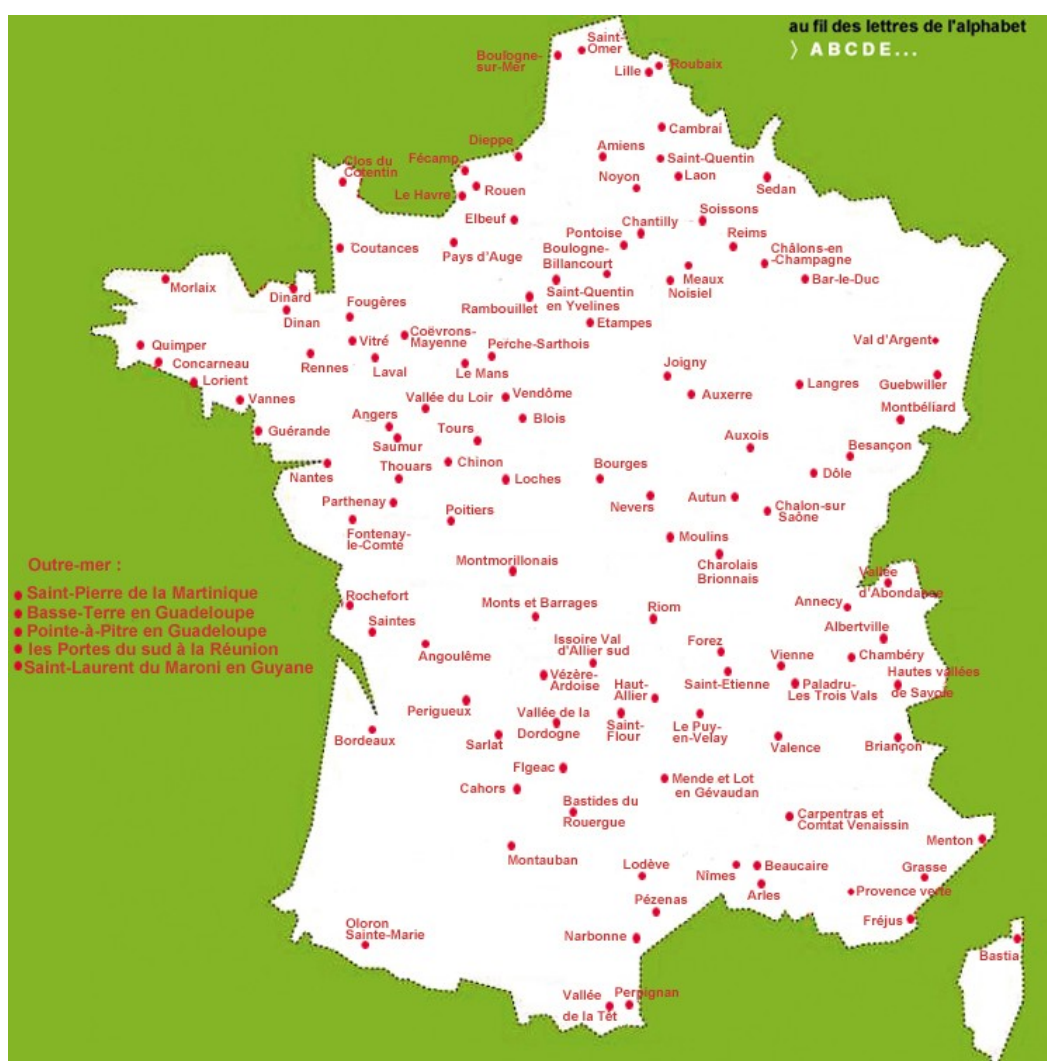 au fil des lettres de l'alphabet
〉 A B C D E . . .
Saint-
Omer
Boulogne-
sur-Mer
Roubaix
Lille
Cambrai
Dieppe
Amiens
Saint-Quentin
Clos du
Cotentin
Fécamp
Noyon
Laon
Sedan
Le Havre
Rouen
Elbeuf
Chantilly
Soissons
Pontoise
Reims
Coutances
Pays d'Auge
Boulogne-
Billancourt
Châlons-en
-Champagne
Morlaix
Dinard
Meaux
Noisiel
Bar-le-Duc
Saint-Quentin
en Yvelines
Fougères
Rambouillet
Dinan
Etampes
Coëvrons-
Mayenne
Quimper
Vitré
Perche-Sarthois
Val d'Argent
Concarneau
Rennes
Laval
Le Mans
Joigny
Guebwiller
Lorient
Langres
Vannes
Vallée du Loir
Vendôme
Auxerre
Montbéliard
Angers
Blois
Guérande
Saumur
Tours
Auxois
Besançon
Thouars
Chinon
Bourges
Nantes
Loches
Dôle
Parthenay
Nevers
Autun
Chalon-sur
Saône
Poitiers
Fontenay-
le-Comte
Moulins
Montmorillonais
Charolais
Brionnais
Outre-mer :
Saint-Pierre de la Martinique
Basse-Terre en Guadeloupe
Pointe-à-Pitre en Guadeloupe
les Portes du sud à la Réunion
Saint-Laurent du Maroni en Guyane
Vallée
d'Abondance
Rochefort
Monts et Barrages
Riom
Annecy
Saintes
Albertville
Angoulême
Issoire Val
d'Allier sud
Forez
Vienne
Chambéry
Vézère-
Ardoise
Haut-
Allier
Saint-Etienne
Paladru-
Les Trois Vals
Hautes vallées
de Savoie
Perigueux
Vallée de la
Dordogne
Saint-
Flour
Le Puy-
en-Velay
Bordeaux
Sarlat
Valence
Briançon
FIgeac
Cahors
Mende et Lot
en Gévaudan
Bastides du
Rouergue
Carpentras et
Comtat Venaissin
Montauban
Menton
Lodève
Nîmes
Beaucaire
Grasse
Arles
Provence verte
Pézenas
Fréjus
Oloron
Sainte-Marie
Narbonne
Bastia
Vallée
de la Têt
Perpignan